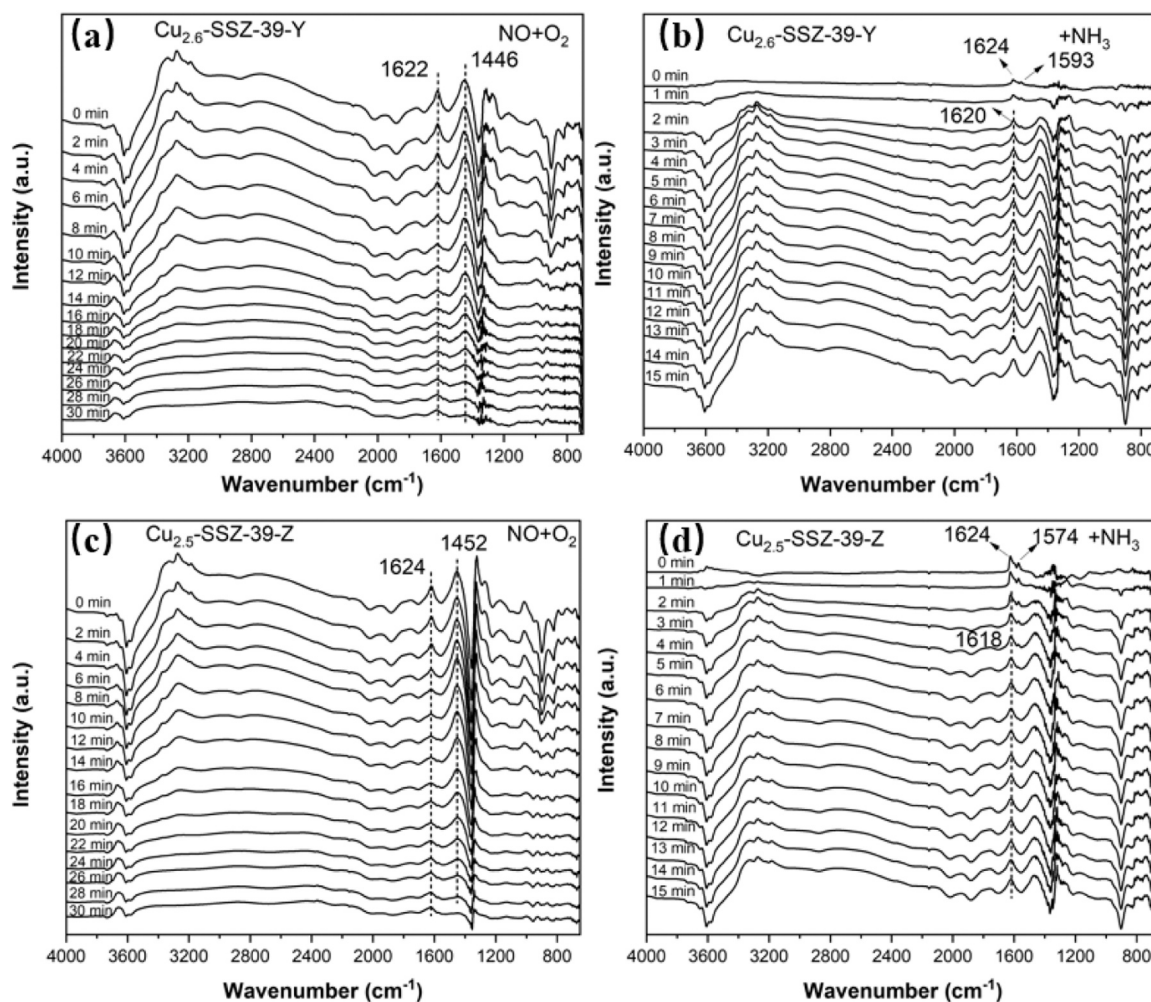 (a) Cu2.6-SSZ-39-Y NO+O2
1622 1446
0 min
2 min
4 min
6 min
8 min
10 min
12 min
14 min
16 min
18 min
20 min
22 min
24 min
26 min
28 min
30 min
Intensity (a.u.)
4000 3600 3200 2800 2400 2000 1600 1200 800
Wavenumber (cm-1)
(b) Cu2.6-SSZ-39-Y 1624 +NH3
1593
0 min
1 min
1620
2 min
3 min
4 min
5 min
6 min
7 min
8 min
9 min
10 min
11 min
12 min
13 min
14 min
15 min
Intensity (a.u.)
4000 3600 3200 2800 2400 2000 1600 1200 800
Wavenumber (cm-1)
(c) Cu2.5-SSZ-39-Z 1452 NO+O2
1624
0 min
2 min
4 min
6 min
8 min
10 min
12 min
14 min
16 min
18 min
20 min
22 min
24 min
26 min
28 min
30 min
Intensity (a.u.)
4000 3600 3200 2800 2400 2000 1600 1200 800
Wavenumber (cm-1)
(d) Cu2.5-SSZ-39-Z 1624 1574 +NH3
0 min
1 min
2 min
3 min
1618
4 min
5 min
6 min
7 min
8 min
9 min
10 min
11 min
12 min
13 min
14 min
15 min
Intensity (a.u.)
4000 3600 3200 2800 2400 2000 1600 1200 800
Wavenumber (cm-1)